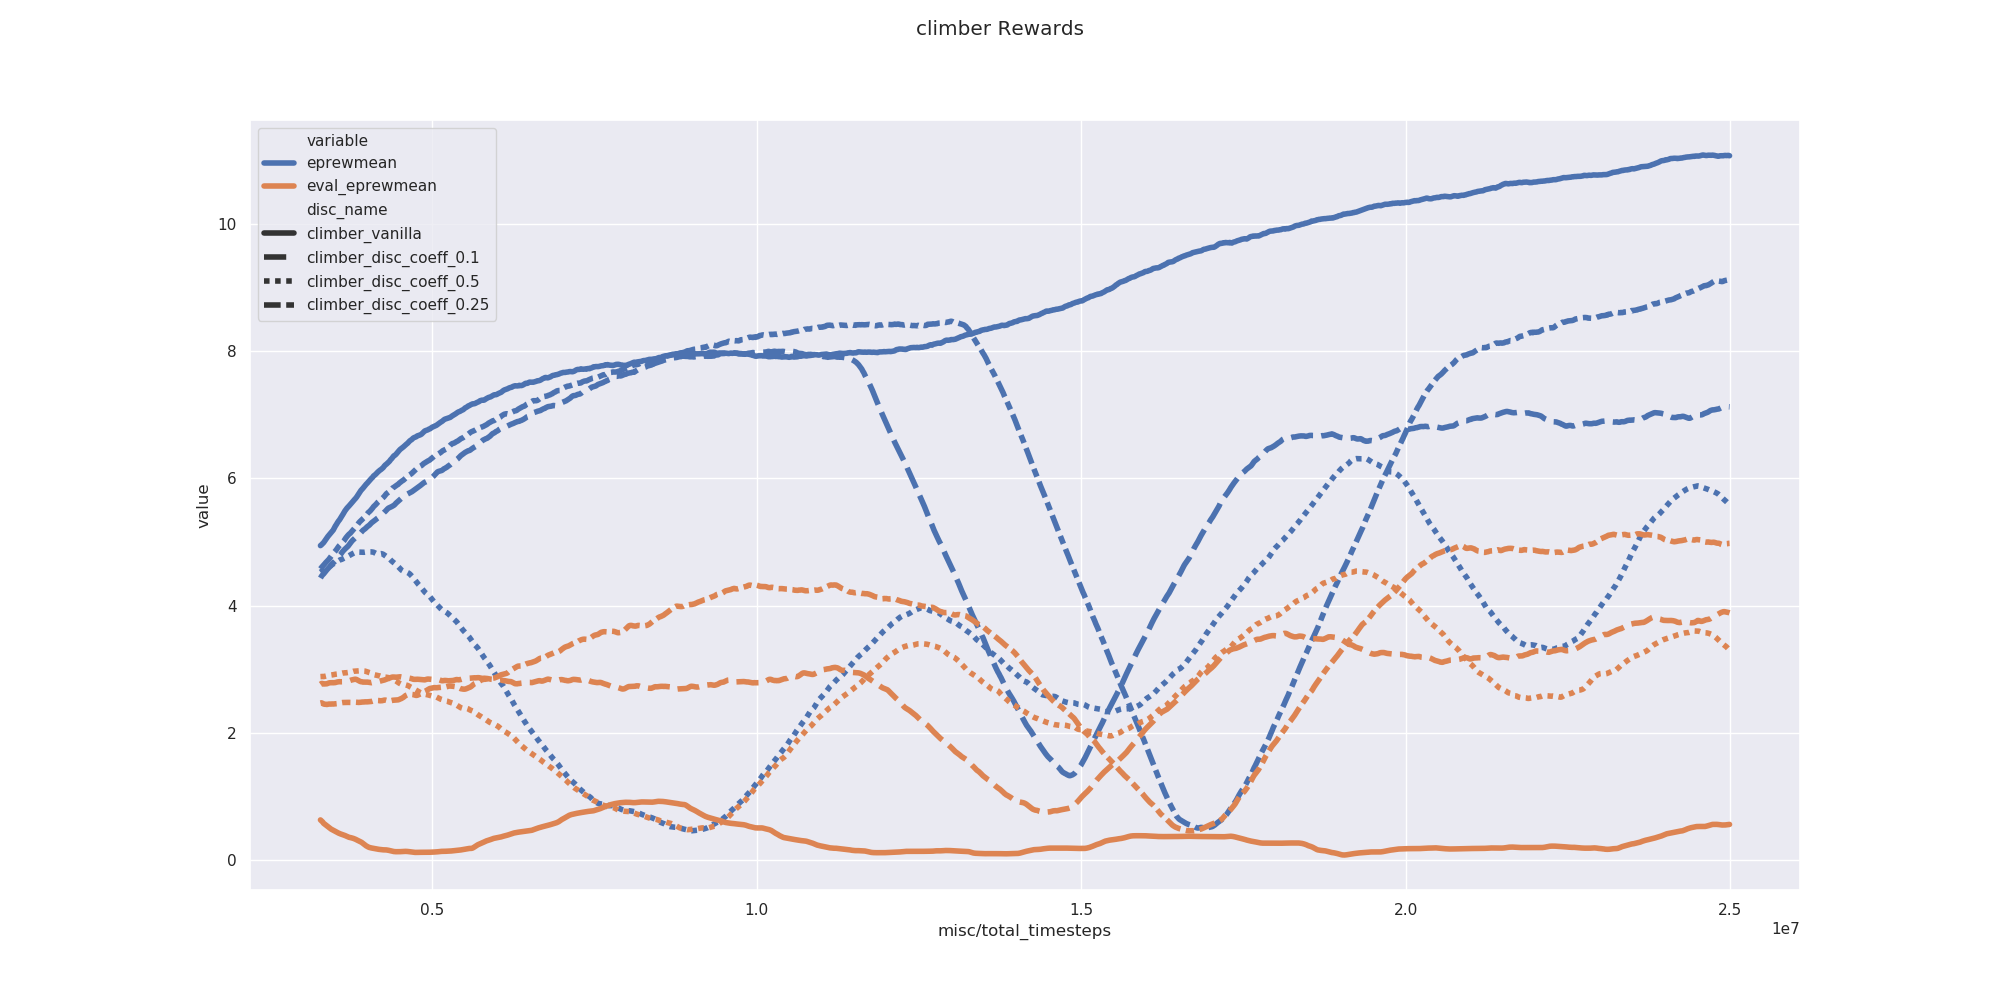 climber Rewards
variable
eprewmean
eval_eprewmean
disc_name
climber_vanilla
climber_disc_coeff_0.1
climber_disc_coeff_0.5
climber_disc_coeff_0.25
10
8
6
4
2
0
value
0.5
1.0
1.5
2.0
2.5
1e7
misc/total_timesteps